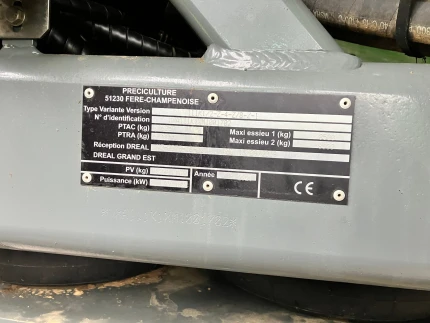 PRECICULTURE
51230 FERE-CHAMPENOISE
Type Variante Version
N° d'identification
PTAC (kg) Maxi essieu 1 (kg)
PTRA (kg) Maxi essieu 2 (kg)
Réception DREAL
DREAL GRAND EST
PV (kg) Année
Puissance (kW) CE